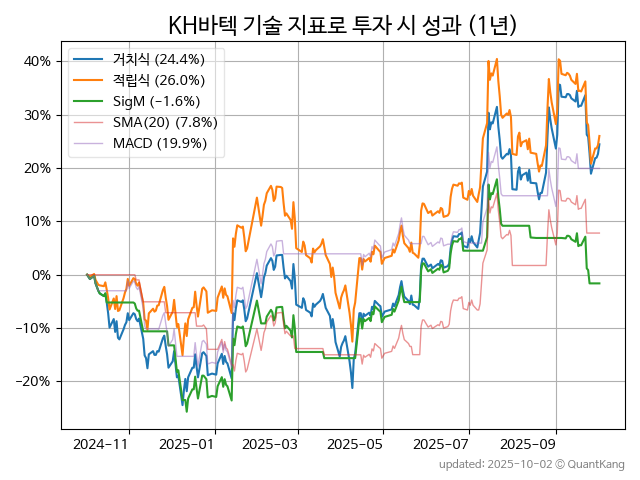 KH바텍 기술 지표로 투자 시 성과 (1년)
거치식 (24.4%)
적립식 (26.0%)
SigM (−1.6%)
SMA(20) (7.8%)
MACD (19.9%)
40%
30%
20%
10%
0%
−10%
−20%
2024-11 2025-01 2025-03 2025-05 2025-07 2025-09
updated: 2025-10-02 ⓒ QuantKang